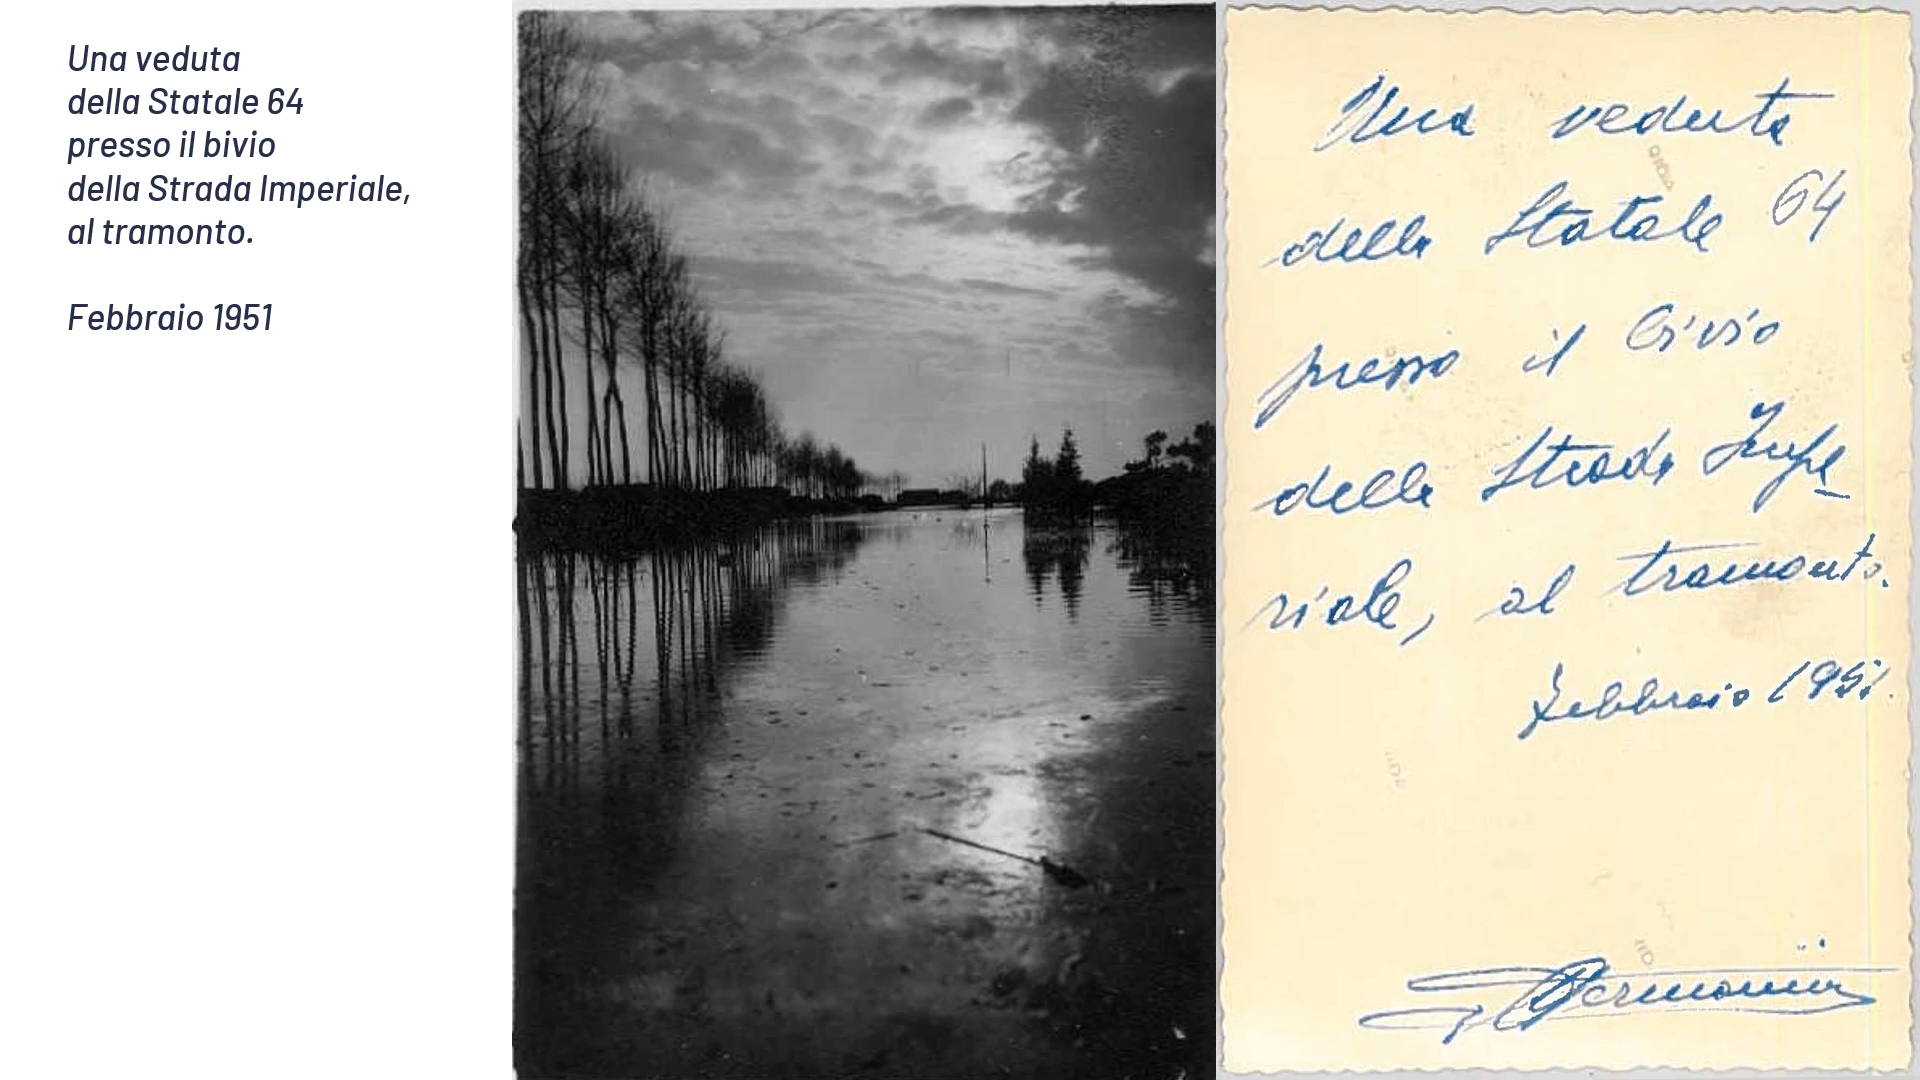 Una veduta
della Statale 64
presso il bivio
della Strada Imperiale,
al tramonto.
Febbraio 1951
Una veduta
della Statale 64
presso il bivio
della Strada Impe
riale, al tramonto.
Febbraio 1951.